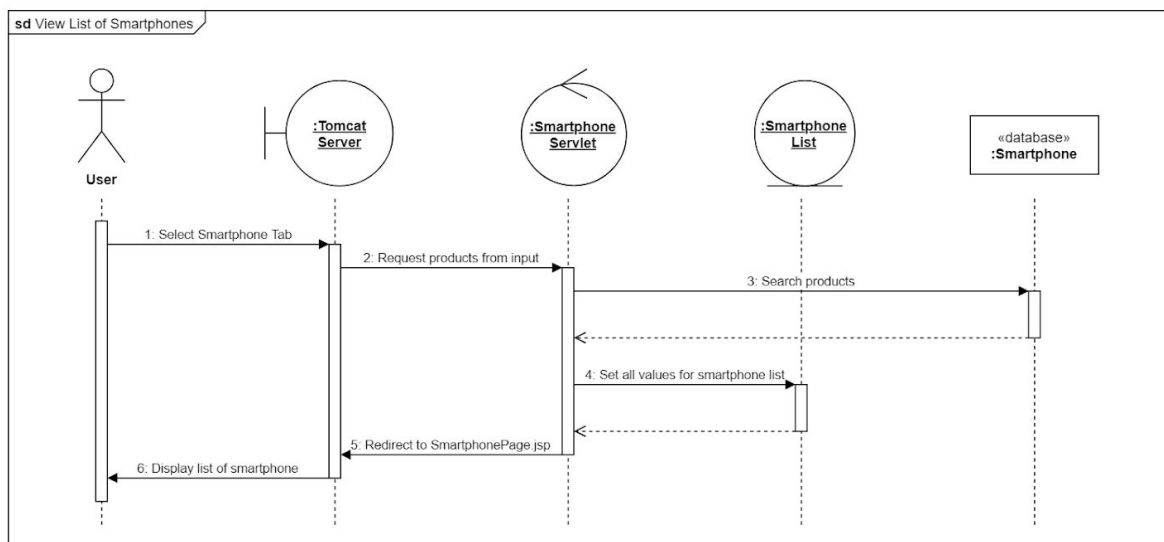 sd View List of Smartphones
:Tomcat
Server
:Smartphone
Servlet
:Smartphone
List
«database»
:Smartphone
User
1: Select Smartphone Tab
2: Request products from input
3: Search products
4: Set all values for smartphone list
5: Redirect to SmartphonePage.jsp
6: Display list of smartphone